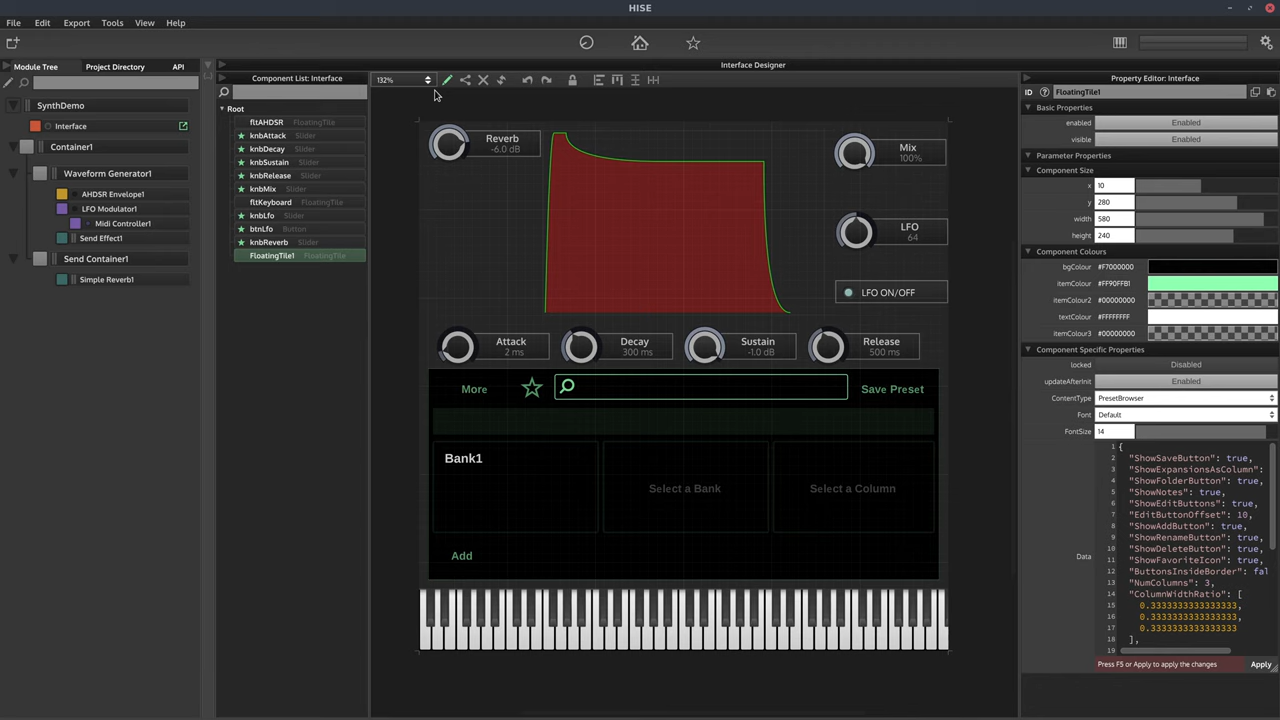 HISE
File Edit Export Tools View Help
Module Tree Project Directory API
SynthDemo
Interface
Container1
Waveform Generator1
AHDSR Envelope1
LFO Modulator1
Midi Controller1
Send Effect1
Send Container1
Simple Reverb1
Component List: Interface
Root
fltAHDSR FloatingTile
knbAttack Slider
knbDecay Slider
knbSustain Slider
knbRelease Slider
knbMix Slider
fltKeyboard FloatingTile
knbLfo Slider
btnLfo Button
knbReverb Slider
FloatingTile1 FloatingTile
Interface Designer
132%
Reverb
-6.0 dB
Mix
100%
LFO
64
LFO ON/OFF
Attack
2 ms
Decay
300 ms
Sustain
-1.0 dB
Release
500 ms
More
Save Preset
Bank1
Select a Bank
Select a Column
Add
Property Editor: Interface
ID FloatingTile1
Basic Properties
enabled Enabled
visible Enabled
Parameter Properties
Component Size
x 10
y 280
width 580
height 240
Component Colours
bgColour #F7000000
itemColour #FF90FFB1
itemColour2 #00000000
textColour #FFFFFFFF
itemColour3 #00000000
Component Specific Properties
locked Disabled
updateAfterInit Enabled
ContentType PresetBrowser
Font Default
FontSize 14
Data
1 {
2 "ShowSaveButton": true,
3 "ShowExpansionsAsColumn":
4 "ShowFolderButton": true,
5 "ShowNotes": true,
6 "ShowEditButtons": true,
7 "EditButtonOffset": 10,
8 "ShowAddButton": true,
9 "ShowRenameButton": true,
10 "ShowDeleteButton": true,
11 "ShowFavoriteIcon": true,
12 "ButtonsInsideBorder": fal
13 "NumColumns": 3,
14 "ColumnWidthRatio": [
15 0.3333333333333333,
16 0.3333333333333333,
17 0.3333333333333333
18 ],
19
Press F5 or Apply to apply the changes Apply